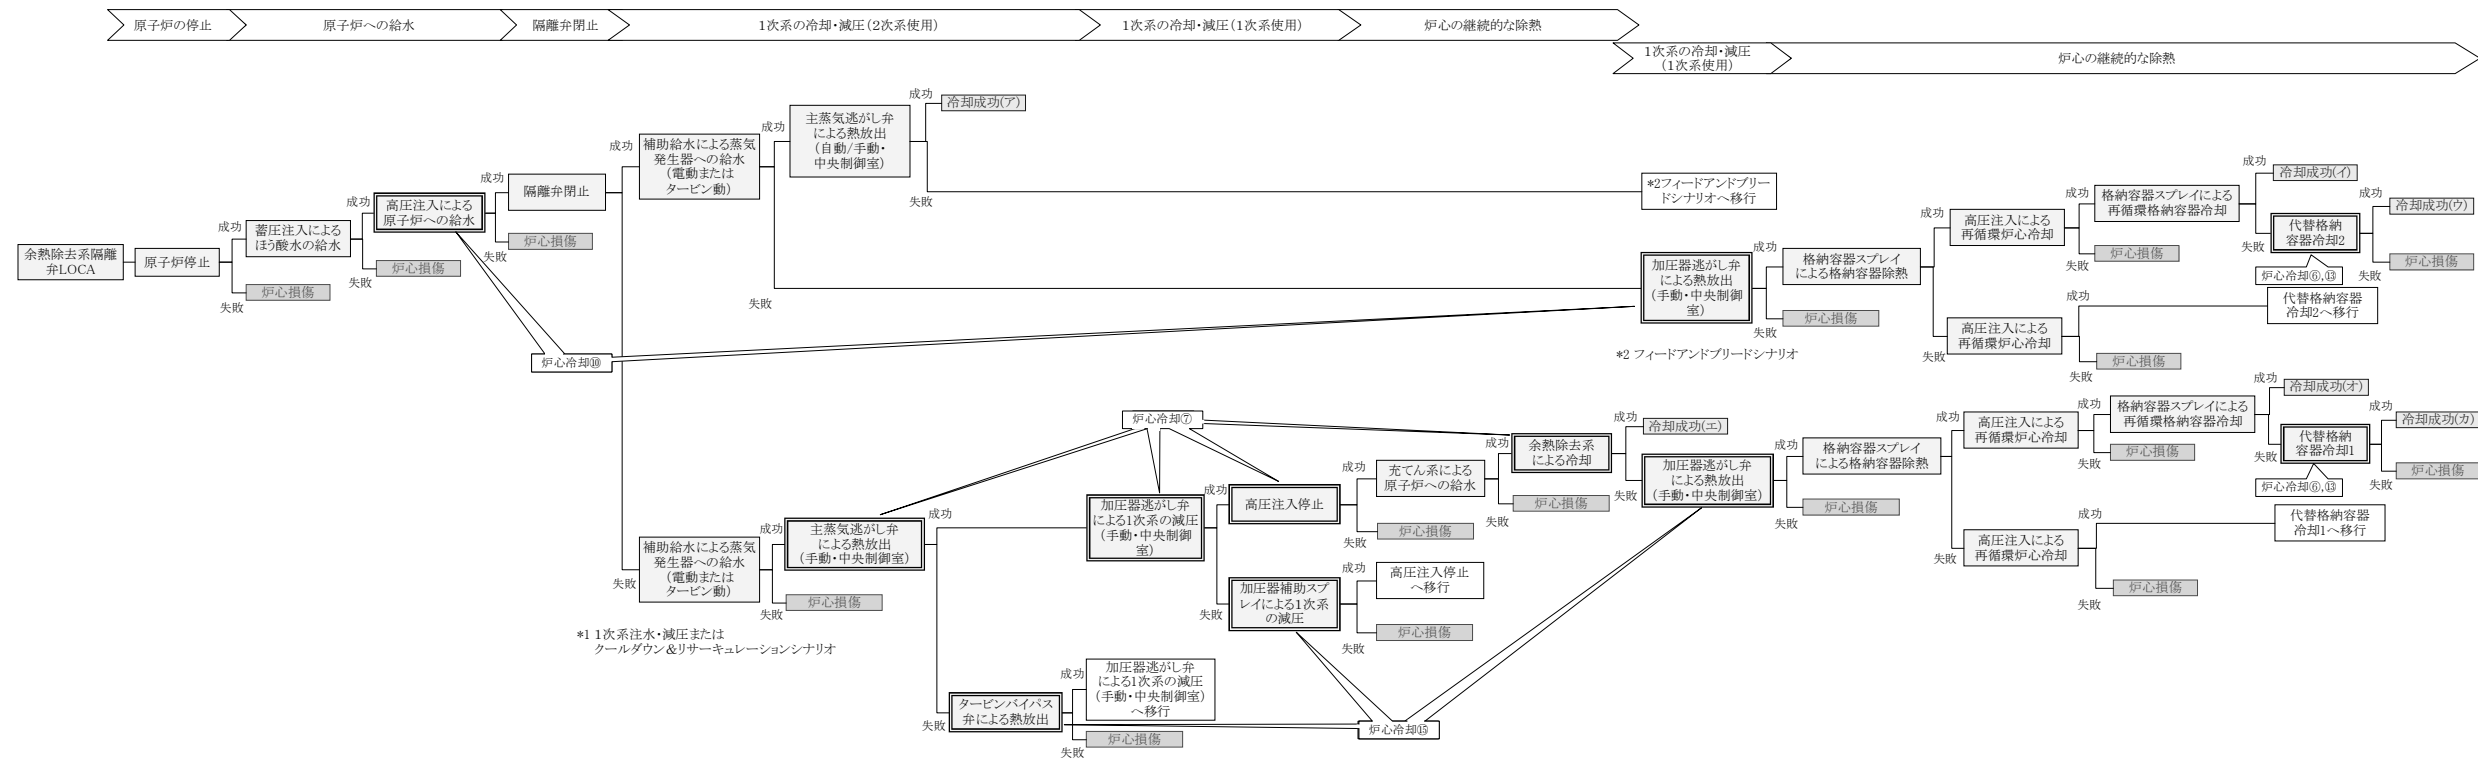 原子炉の停止
原子炉への給水
隔離弁閉止
1次系の冷却・減圧(2次系使用)
1次系の冷却・減圧(1次系使用)
炉心の継続的な除熱
1次系の冷却・減圧
(1次系使用)
炉心の継続的な除熱
余熱除去系隔離
弁LOCA
原子炉停止
成功
蓄圧注入による
ほう酸水の給水
失敗
炉心損傷
成功
高圧注入による
原子炉への給水
失敗
炉心損傷
成功
隔離弁閉止
失敗
炉心損傷
炉心冷却⑩
成功
補助給水による蒸気
発生器への給水
(電動または
タービン動)
成功
主蒸気逃がし弁
による熱放出
(自動/手動・
中央制御室)
成功
冷却成功(ア)
失敗
*2フィードアンドブリー
ドシナリオへ移行
失敗
加圧器逃がし弁
による熱放出
(手動・中央制御
室)
成功
格納容器スプレイ
による格納容器除熱
失敗
炉心損傷
*2 フィードアンドブリードシナリオ
成功
高圧注入による
再循環炉心冷却
成功
格納容器スプレイによる
再循環格納容器冷却
失敗
炉心損傷
成功
冷却成功(イ)
失敗
代替格納
容器冷却2
成功
冷却成功(ウ)
失敗
炉心損傷
炉心冷却⑥,⑬
失敗
高圧注入による
再循環炉心冷却
成功
代替格納容器
冷却2へ移行
失敗
炉心損傷
失敗
補助給水による蒸気
発生器への給水
(電動または
タービン動)
成功
主蒸気逃がし弁
による熱放出
(手動・中央制御室)
失敗
炉心損傷
*1 1次系注水・減圧または
クールダウン&リサーキュレーションシナリオ
炉心冷却⑦
成功
加圧器逃がし弁
による1次系の減圧
(手動・中央制御
室)
成功
高圧注入停止
成功
充てん系による
原子炉への給水
失敗
炉心損傷
成功
余熱除去系
による冷却
失敗
炉心損傷
成功
冷却成功(エ)
失敗
加圧器逃がし弁
による熱放出
(手動・中央制御室)
成功
格納容器スプレイ
による格納容器除熱
失敗
炉心損傷
成功
高圧注入による
再循環炉心冷却
成功
格納容器スプレイによる
再循環格納容器冷却
失敗
炉心損傷
成功
冷却成功(オ)
失敗
代替格納
容器冷却1
成功
冷却成功(カ)
失敗
炉心損傷
炉心冷却⑥,⑬
失敗
高圧注入による
再循環炉心冷却
成功
代替格納容器
冷却1へ移行
失敗
炉心損傷
失敗
加圧器補助スプ
レイによる1次系
の減圧
成功
高圧注入停止
へ移行
失敗
炉心損傷
失敗
タービンバイパス
弁による熱放出
成功
加圧器逃がし弁
による1次系の減圧
(手動・中央制御室)
へ移行
失敗
炉心損傷
炉心冷却⑮